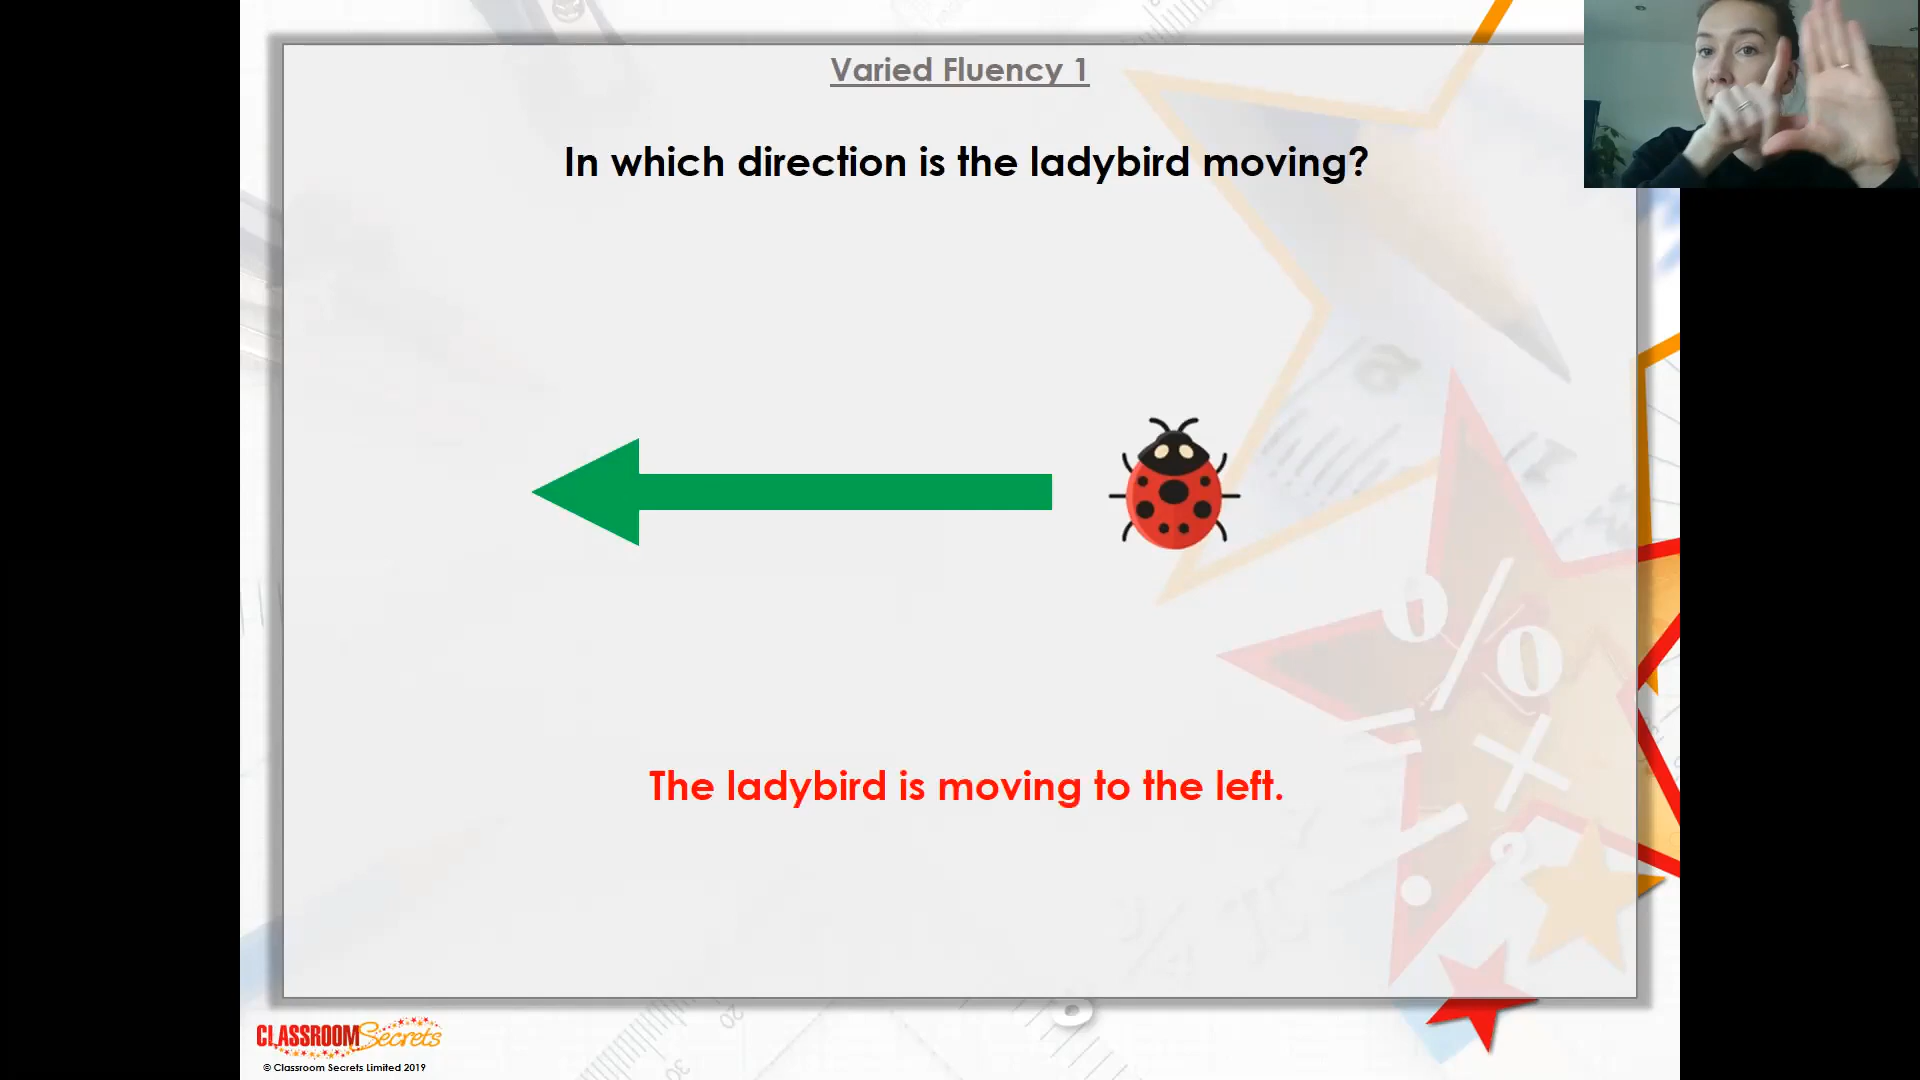 Varied Fluency 1
In which direction is the ladybird moving?
The ladybird is moving to the left.
CLASSROOM Secrets
© Classroom Secrets Limited 2019